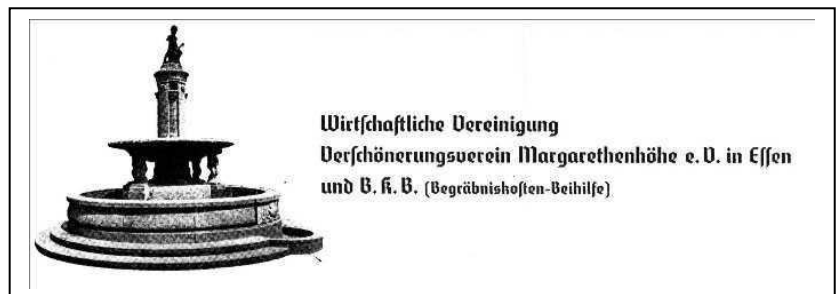 Wirtſchaftliche Vereinigung
Verſchönerungsverein Margarethenhöhe e. V. in Eſſen
und B. K. B. (Begräbniskoſten-Beihilfe)